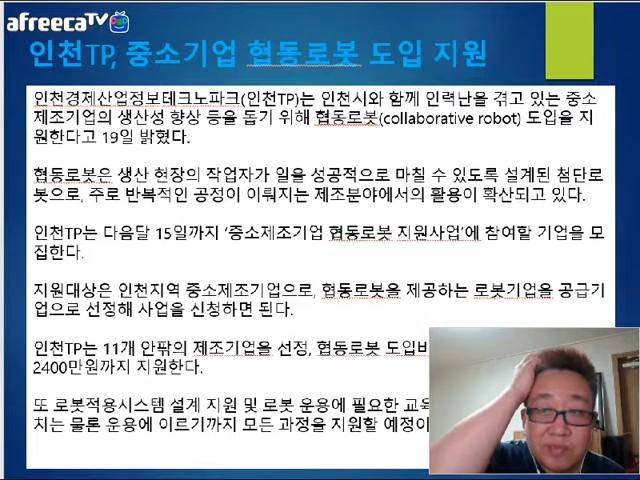 afreecaTV
인천TP, 중소기업 협동로봇 도입 지원
인천경제산업정보테크노파크(인천TP)는 인천시와 함께 인력난을 겪고 있는 중소
제조기업의 생산성 향상 등을 돕기 위해 협동로봇(collaborative robot) 도입을 지
원한다고 19일 밝혔다.
협동로봇은 생산 현장의 작업자가 일을 성공적으로 마칠 수 있도록 설계된 첨단로
봇으로, 주로 반복적인 공정이 이뤄지는 제조분야에서의 활용이 확산되고 있다.
인천TP는 다음달 15일까지 ‘중소제조기업 협동로봇 지원사업’에 참여할 기업을 모
집한다.
지원대상은 인천지역 중소제조기업으로, 협동로봇을 제공하는 로봇기업을 공급기
업으로 선정해 사업을 신청하면 된다.
인천TP는 11개 안팎의 제조기업을 선정, 협동로봇 도입비
2400만원까지 지원한다.
또 로봇적용시스템 설계 지원 및 로봇 운용에 필요한 교육
치는 물론 운용에 이르기까지 모든 과정을 지원할 예정이